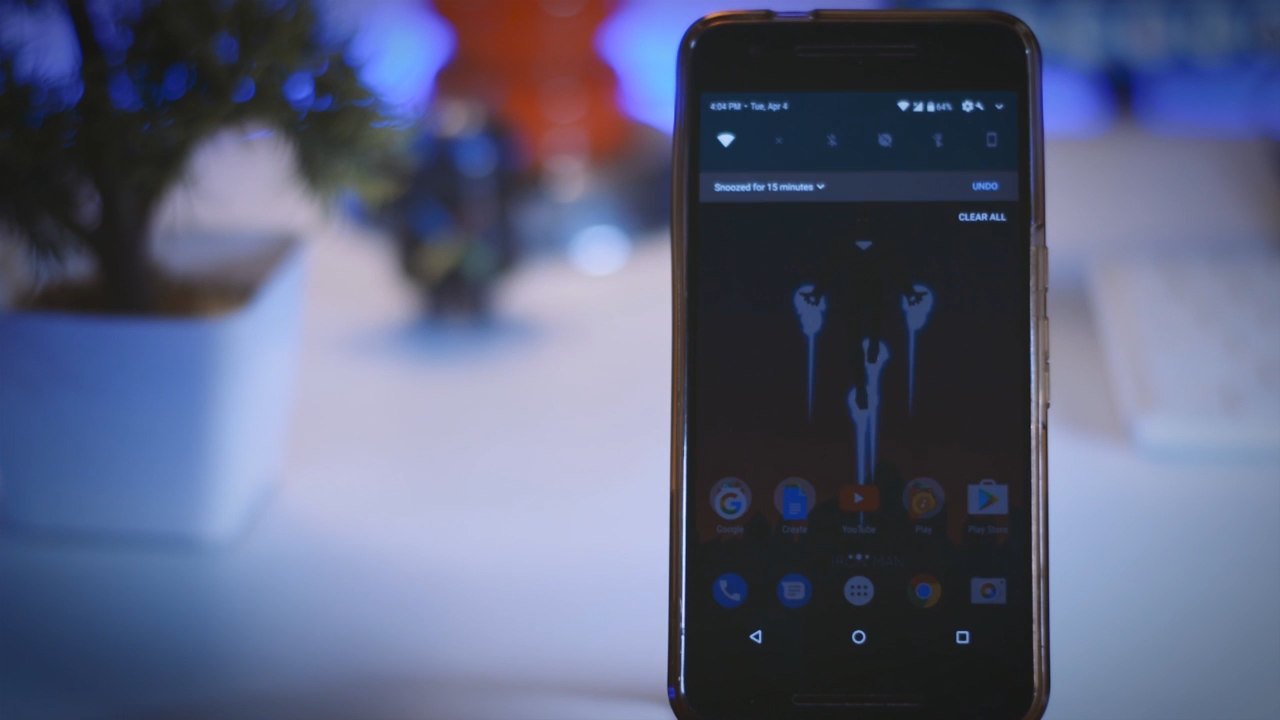 4:04 PM • Tue, Apr 4
64%
Snoozed for 15 minutes
UNDO
CLEAR ALL
Google
Create
YouTube
Play
Play Store